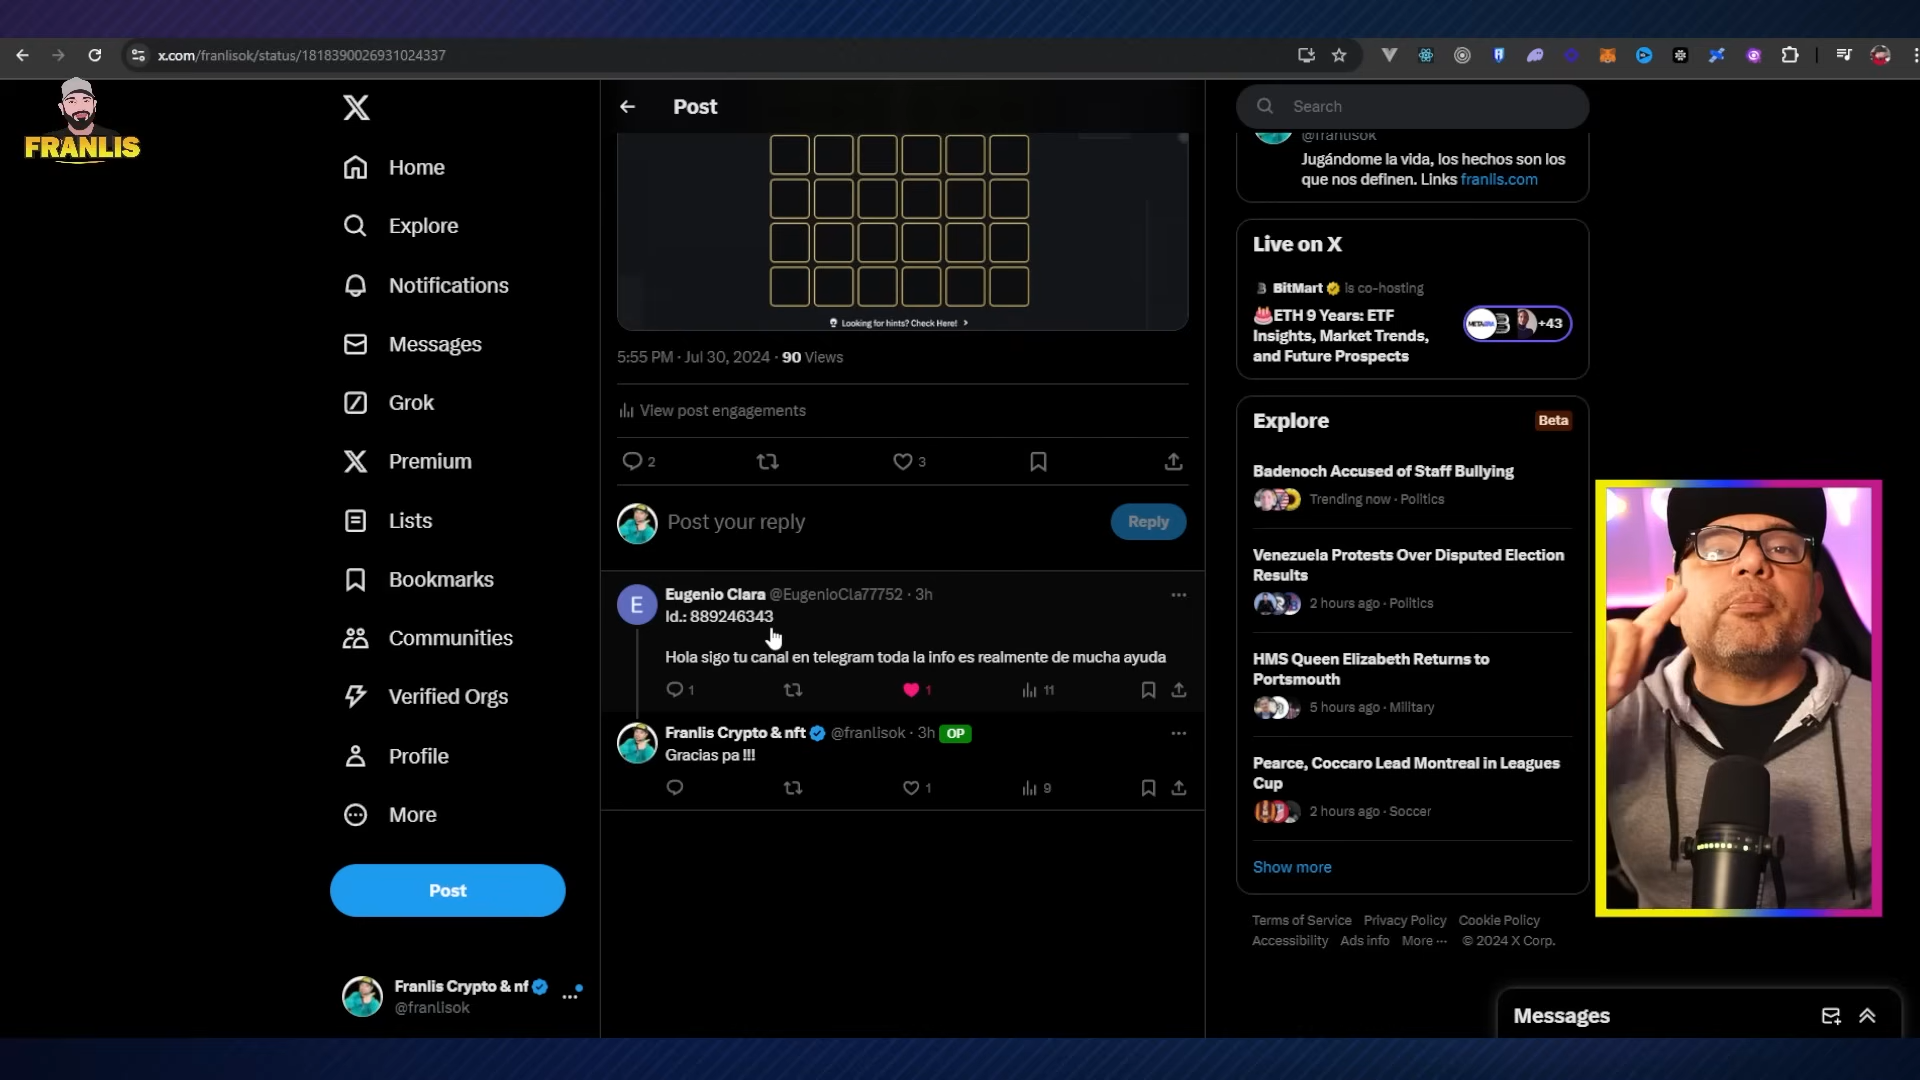 x.com/franlisok/status/1818390026931024337
FRANLIS
Home
Explore
Notifications
Messages
Grok
Premium
Lists
Bookmarks
Communities
Verified Orgs
Profile
More
Post
Franlis Crypto & nf
@franlisok
Post
Looking for hints? Check Here!
5:55 PM · Jul 30, 2024 · 90 Views
View post engagements
2
3
Post your reply
Reply
E
Eugenio Clara @EugenioCla77752 · 3h
Id.: 889246343
Hola sigo tu canal en telegram toda la info es realmente de mucha ayuda
1
1
11
Franlis Crypto & nft @franlisok · 3h OP
Gracias pa !!!
1
9
Search
@franlisok
Jugándome la vida, los hechos son los
que nos definen. Links franlis.com
Live on X
BitMart is co-hosting
ETH 9 Years: ETF
Insights, Market Trends,
and Future Prospects
+43
Explore
Beta
Badenoch Accused of Staff Bullying
Trending now · Politics
Venezuela Protests Over Disputed Election
Results
2 hours ago · Politics
HMS Queen Elizabeth Returns to
Portsmouth
5 hours ago · Military
Pearce, Coccaro Lead Montreal in Leagues
Cup
2 hours ago · Soccer
Show more
Terms of Service Privacy Policy Cookie Policy
Accessibility Ads info More ··· © 2024 X Corp.
Messages